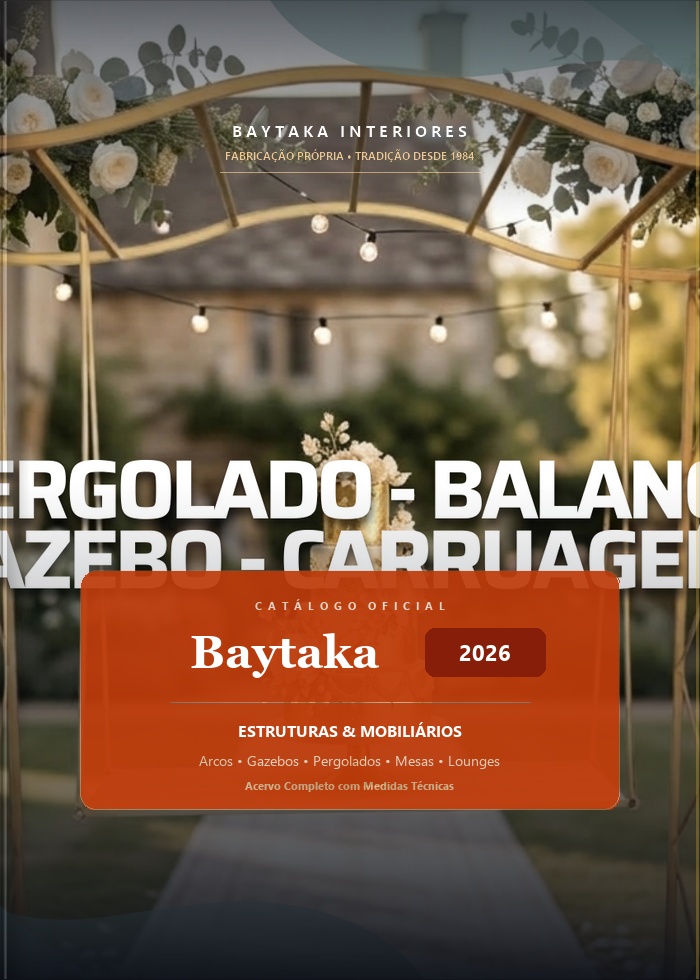 BAYTAKA INTERIORES
FABRICAÇÃO PRÓPRIA • TRADIÇÃO DESDE 1984
ERGOLADO - BALANÇ
AZEBO - CARRUAGE
CATÁLOGO OFICIAL
Baytaka 2026
ESTRUTURAS & MOBILIÁRIOS
Arcos • Gazebos • Pergolados • Mesas • Lounges
Acervo Completo com Medidas Técnicas